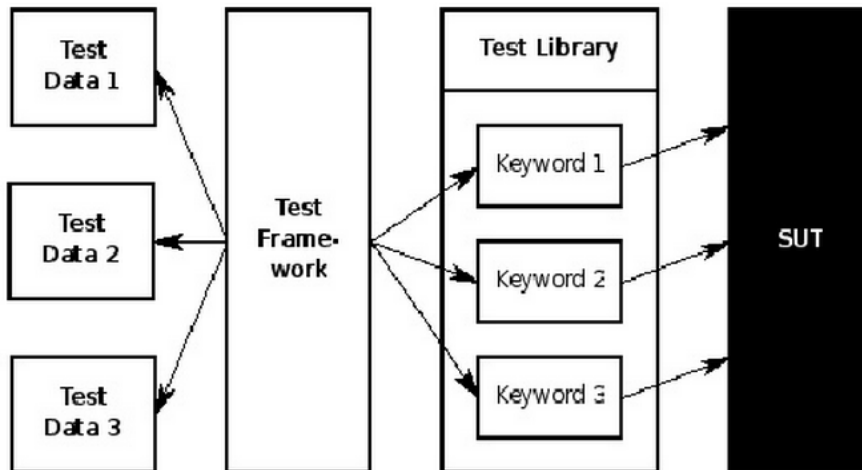 Test
Data 1
Test
Data 2
Test
Data 3
Test
Frame-
work
Test Library
Keyword 1
Keyword 2
Keyword 3
SUT